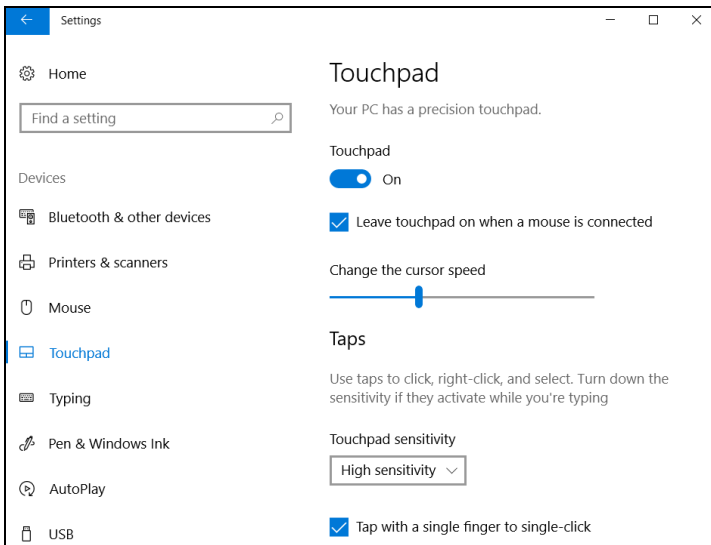 Settings
Home
Find a setting
Devices
Bluetooth & other devices
Printers & scanners
Mouse
Touchpad
Typing
Pen & Windows Ink
AutoPlay
USB
Touchpad
Your PC has a precision touchpad.
Touchpad
On
Leave touchpad on when a mouse is connected
Change the cursor speed
Taps
Use taps to click, right-click, and select. Turn down the
sensitivity if they activate while you're typing
Touchpad sensitivity
High sensitivity
Tap with a single finger to single-click